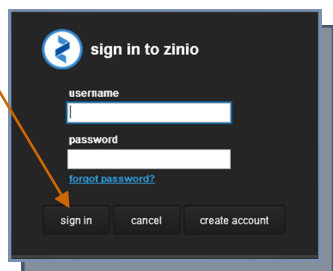 sign in to zinio
username
password
forgot password?
sign in cancel create account